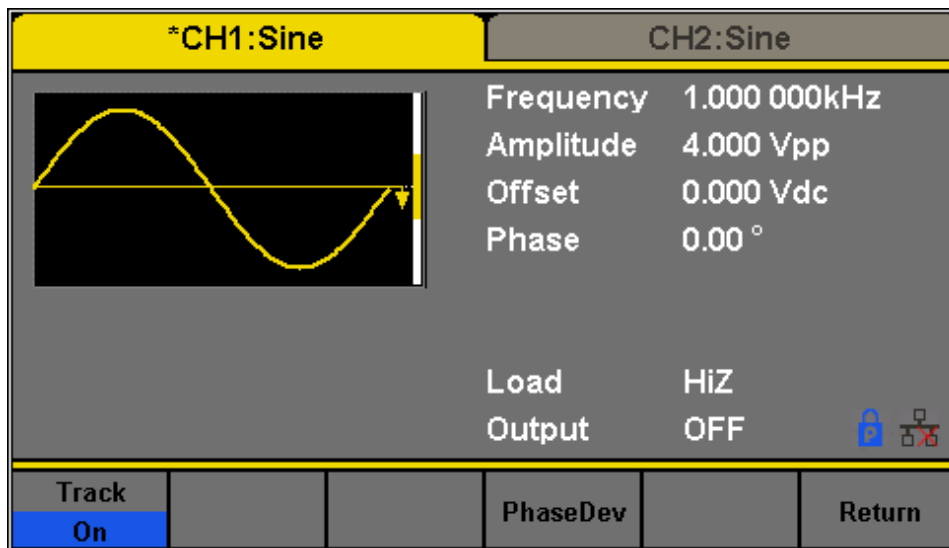 *CH1:Sine CH2:Sine
Frequency 1.000 000kHz
Amplitude 4.000 Vpp
Offset 0.000 Vdc
Phase 0.00 °
Load HiZ
Output OFF
P
Track
On
PhaseDev
Return